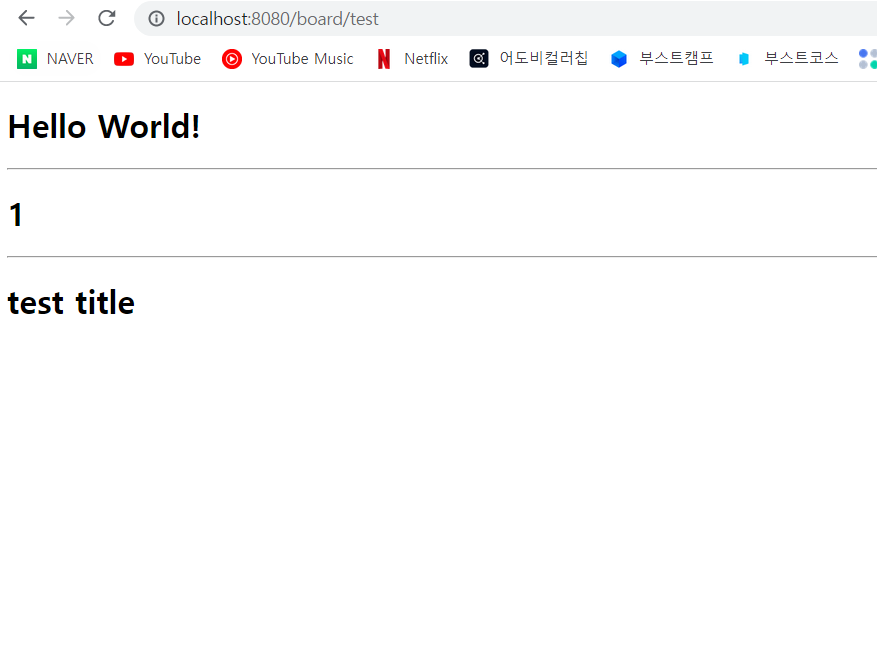 localhost:8080/board/test
NAVER YouTube YouTube Music Netflix 어도비컬러칩 부스트캠프 부스트코스
Hello World!
1
test title